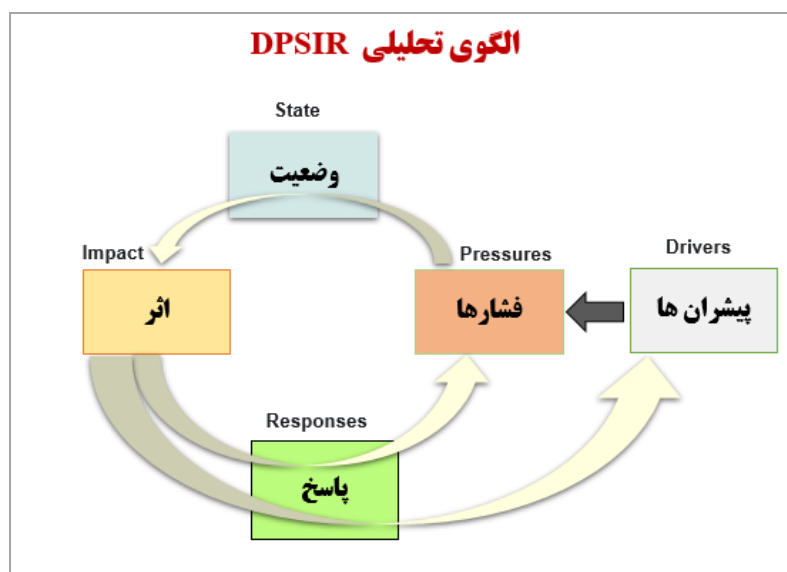 الگوی تحلیلی DPSIR
State
وضعیت
Impact
اثر
Pressures
فشارها
Drivers
پیشران ها
Responses
پاسخ